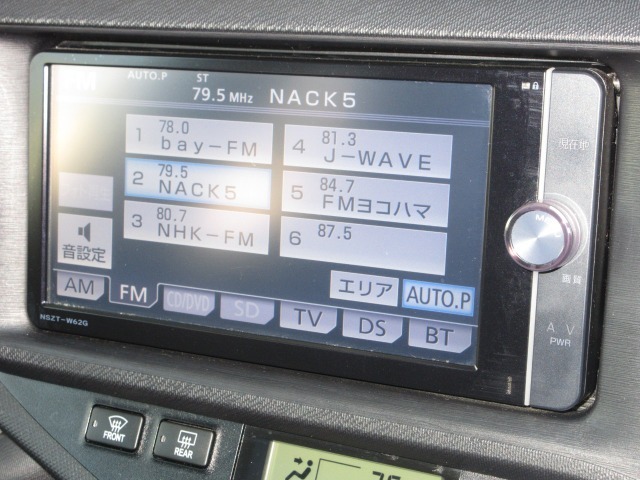 FM AUTO.P ST
79.5 MHz NACK5
1 78.0 bay-FM
2 79.5 NACK5
3 80.7 NHK-FM
4 81.3 J-WAVE
5 84.7 FMヨコハマ
6 87.5
音設定
エリア AUTO.P
AM FM CD/DVD SD TV DS BT
NSZT-W62G
現在地
画質
AV
PWR
FRONT
REAR